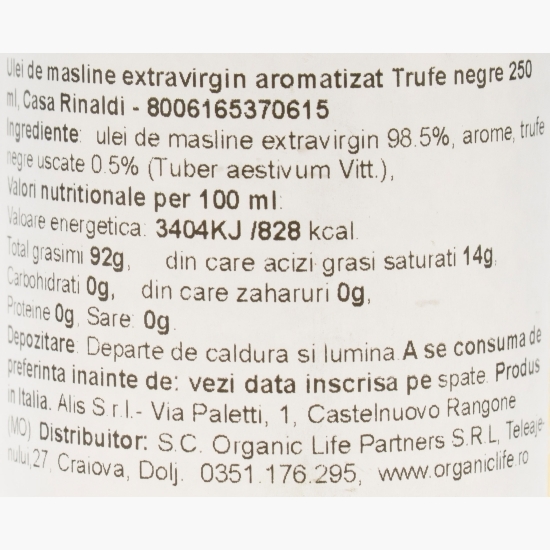 Ulei de masline extravirgin aromatizat Trufe negre 250
ml, Casa Rinaldi - 8006165370615
Ingrediente: ulei de masline extravirgin 98.5%, arome, trufe
negre uscate 0.5% (Tuber aestivum Vitt.),
Valori nutritionale per 100 ml:
Valoare energetica: 3404KJ /828 kcal.
Total grasimi 92g, din care acizi grasi saturati 14g.
Carbohidrati 0g, din care zaharuri 0g,
Proteine 0g, Sare: 0g.
Depozitare. Departe de caldura si lumina. A se consuma de
preferinta inainte de: vezi data inscrisa pe spate. Produs
in Italia. Alis S.r.l.- Via Paletti, 1, Castelnuovo Rangone
(MO) Distribuitor: S.C. Organic Life Partners S.R.L, Teleaje-
nului,27, Craiova, Dolj. 0351.176.295, www.organiclife.ro